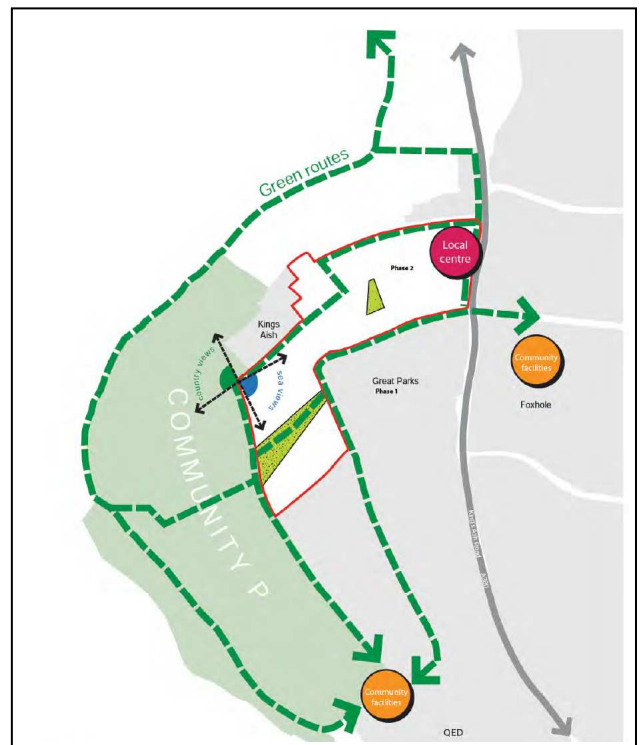 Green routes
Local
centre
Phase 2
Kings
Aish
country views
sea views
Great Parks
Phase 1
Community
facilities
Foxhole
COMMUNITY P
Community
facilities
QED